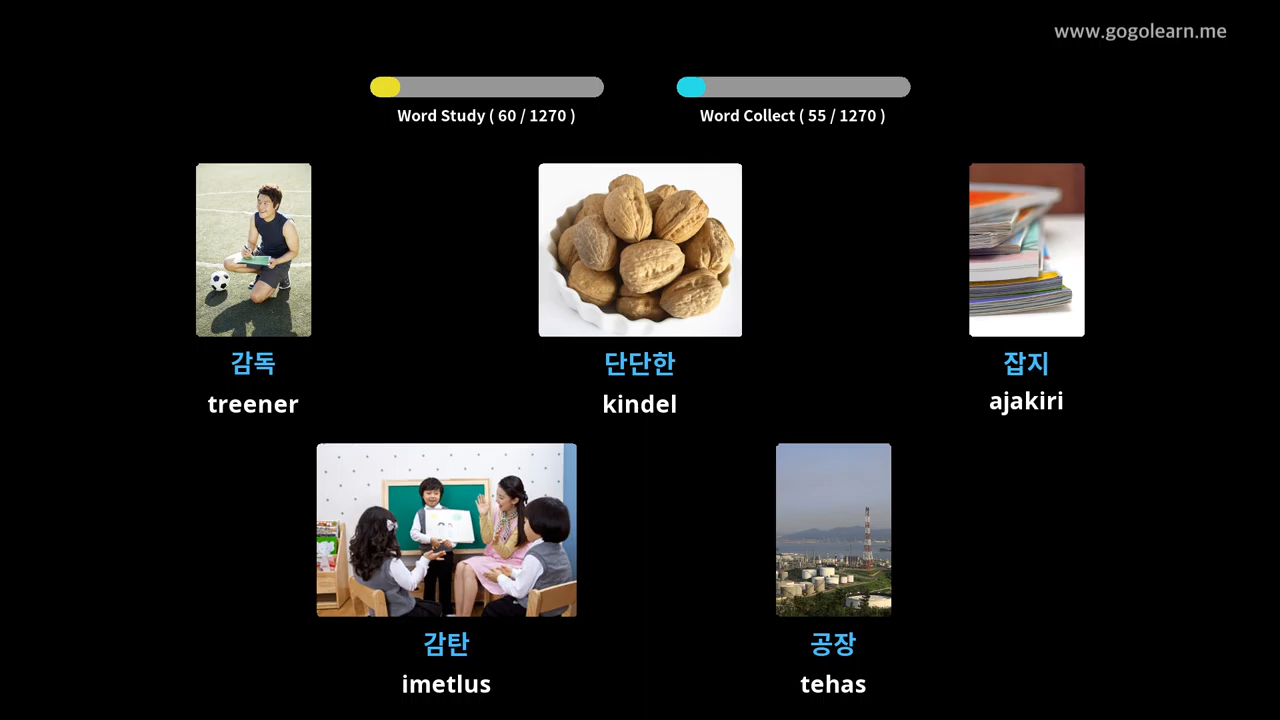 www.gogolearn.me
Word Study ( 60 / 1270 )
Word Collect ( 55 / 1270 )
감독
treener
단단한
kindel
잡지
ajakiri
감탄
imetlus
공장
tehas